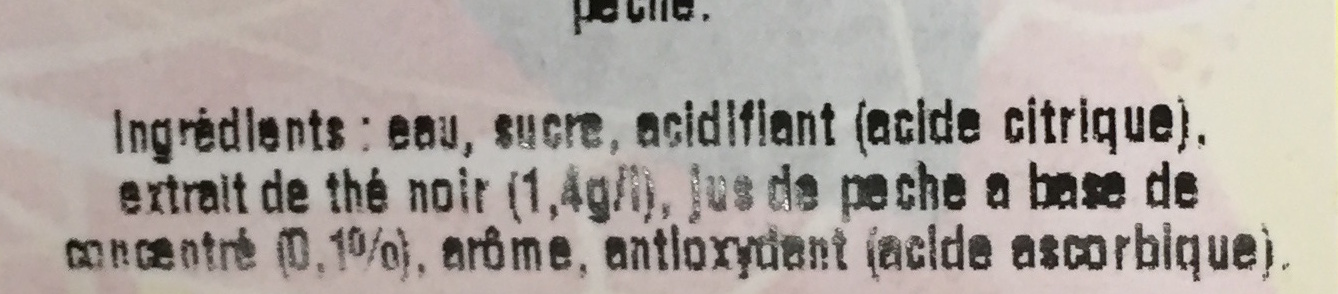 pêche.
Ingrédients : eau, sucre, acidifiant (acide citrique),
extrait de thé noir (1,4g/l), jus de peche a base de
concentré (0,1%), arôme, antioxydant (acide ascorbique).